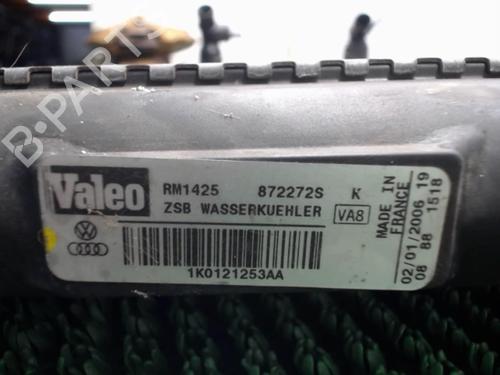 B-PARTS
Valeo RM1425 872272S K
ZSB WASSERKUEHLER VA8
1K0121253AA
MADE IN
FRANCE
02/01/2006 19
08 88 1518